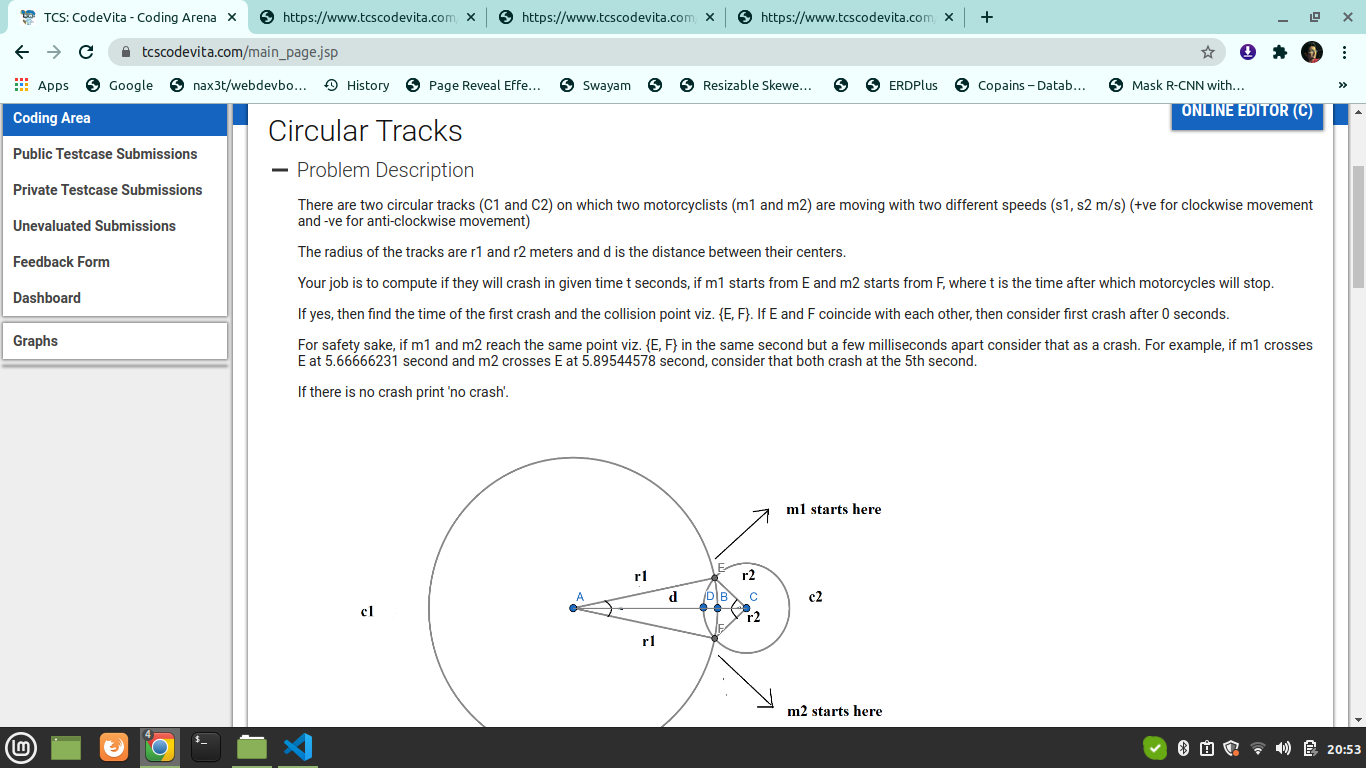 TCS: CodeVita - Coding Arena
https://www.tcscodevita.com
https://www.tcscodevita.com
https://www.tcscodevita.com
tcscodevita.com/main_page.jsp
Apps Google nax3t/webdevbo... History Page Reveal Effe... Swayam Resizable Skewe... ERDPlus Copains – Datab... Mask R-CNN with... »
Coding Area
Public Testcase Submissions
Private Testcase Submissions
Unevaluated Submissions
Feedback Form
Dashboard
Graphs
ONLINE EDITOR (C)
Circular Tracks
Problem Description
There are two circular tracks (C1 and C2) on which two motorcyclists (m1 and m2) are moving with two different speeds (s1, s2 m/s) (+ve for clockwise movement
and -ve for anti-clockwise movement)
The radius of the tracks are r1 and r2 meters and d is the distance between their centers.
Your job is to compute if they will crash in given time t seconds, if m1 starts from E and m2 starts from F, where t is the time after which motorcycles will stop.
If yes, then find the time of the first crash and the collision point viz. {E, F}. If E and F coincide with each other, then consider first crash after 0 seconds.
For safety sake, if m1 and m2 reach the same point viz. {E, F} in the same second but a few milliseconds apart consider that as a crash. For example, if m1 crosses
E at 5.66666231 second and m2 crosses E at 5.89544578 second, consider that both crash at the 5th second.
If there is no crash print 'no crash'.
m1 starts here
E
r1 r2
A d D B C c2
c1 r2
F
r1
m2 starts here
4
$_
20:53